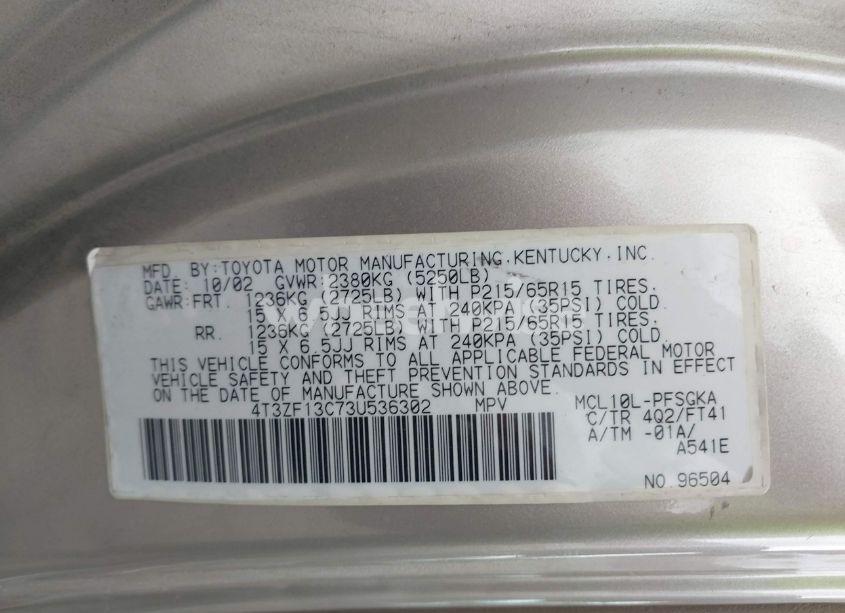 MFD. BY:TOYOTA MOTOR MANUFACTURING,KENTUCKY,INC.
DATE: 10/02 GVWR:2380KG (5250LB)
GAWR:FRT. 1236KG (2725LB) WITH P215/65R15 TIRES.
15 X 6.5JJ RIMS AT 240KPA (35PSI) COLD.
RR. 1236KG (2725LB) WITH P215/65R15 TIRES.
15 X 6.5JJ RIMS AT 240KPA (35PSI) COLD.
THIS VEHICLE CONFORMS TO ALL APPLICABLE FEDERAL MOTOR
VEHICLE SAFETY AND THEFT PREVENTION STANDARDS IN EFFECT
ON THE DATE OF MANUFACTURE SHOWN ABOVE.
4T3ZF13C73U536302 MPV MCL10L-PFSGKA
C/TR 4Q2/FT41
A/TM -01A/
A541E
NO.96504